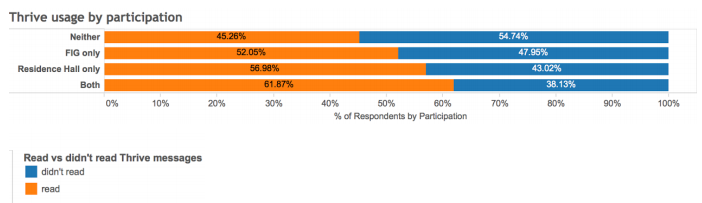 Thrive usage by participation
Neither 45.26% 54.74%
FIG only 52.05% 47.95%
Residence Hall only 56.98% 43.02%
Both 61.87% 38.13%
0% 10% 20% 30% 40% 50% 60% 70% 80% 90% 100%
% of Respondents by Participation
Read vs didn't read Thrive messages
didn't read
read